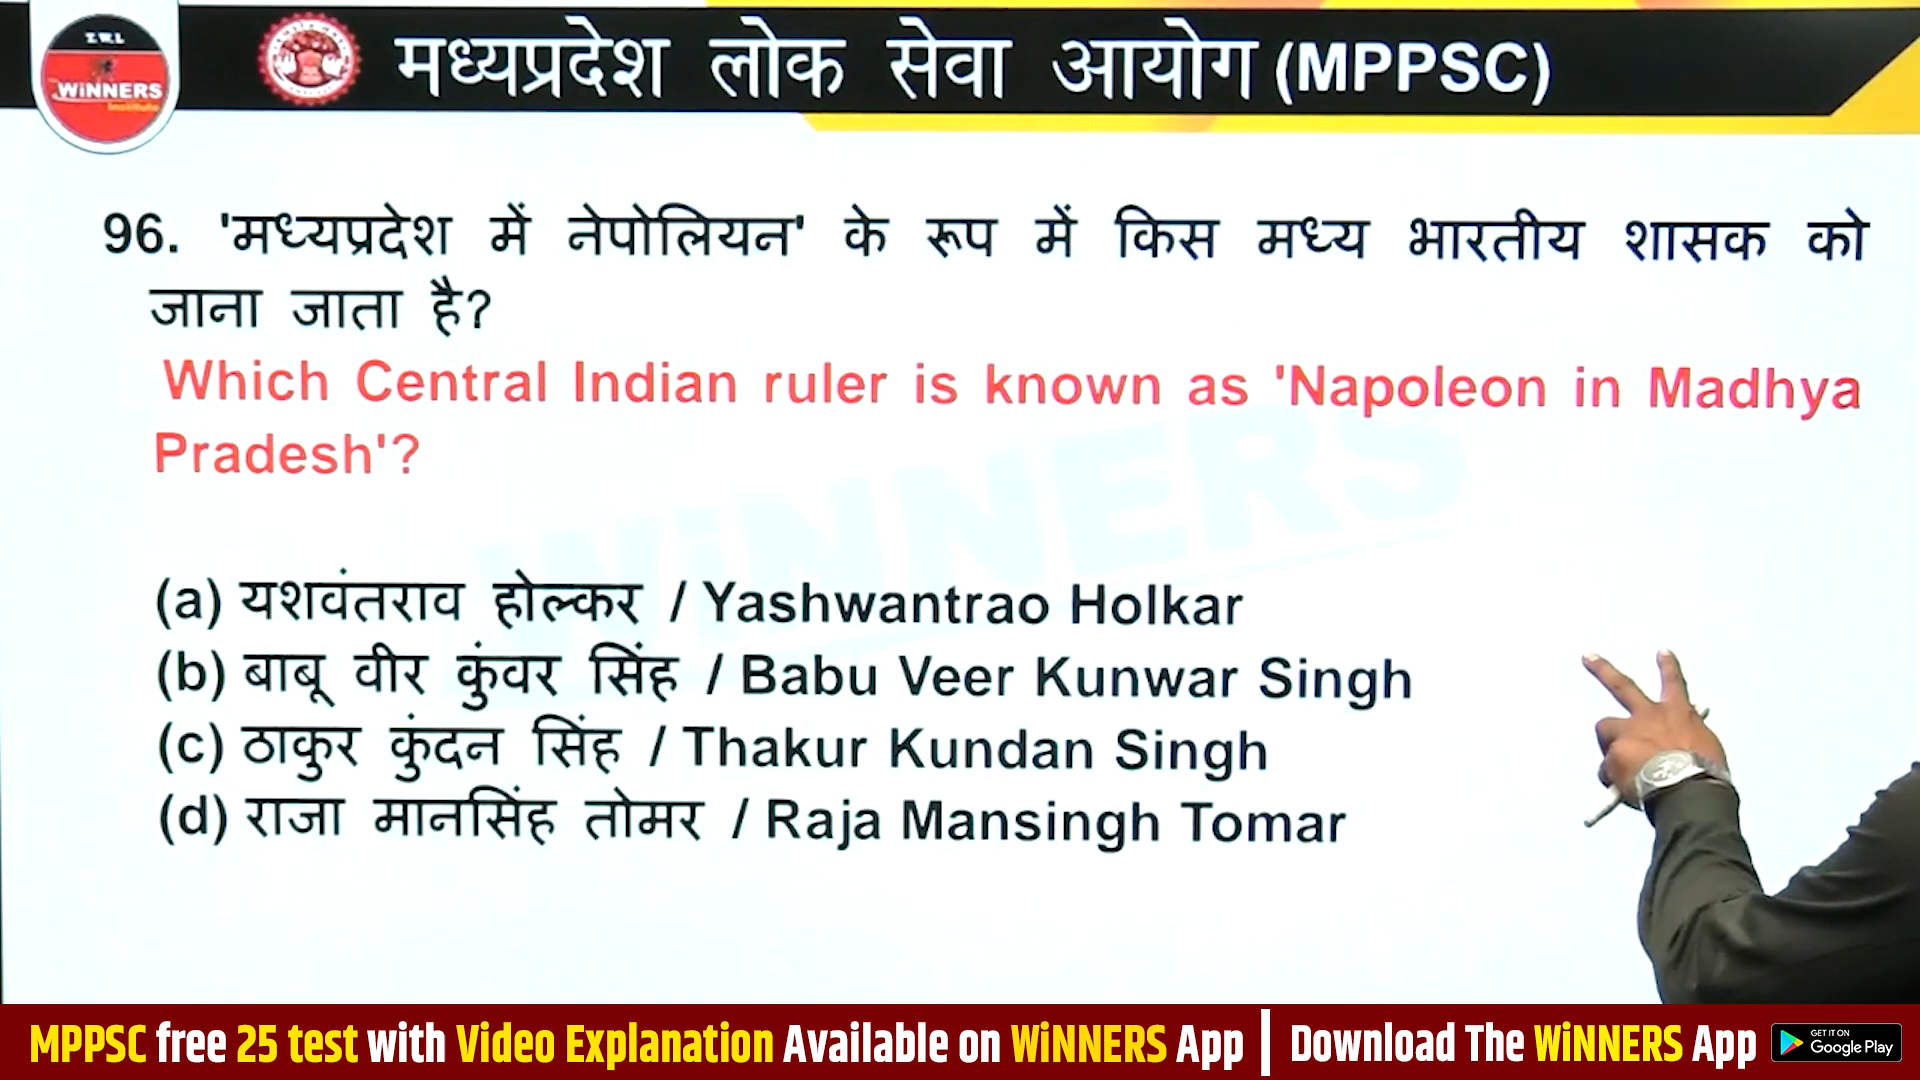 T.W.I.
WiNNERS
Institute
मध्यप्रदेश लोक सेवा आयोग (MPPSC)
96. 'मध्यप्रदेश में नेपोलियन' के रूप में किस मध्य भारतीय शासक को
जाना जाता है?
Which Central Indian ruler is known as 'Napoleon in Madhya
Pradesh'?
WiNNERS
(a) यशवंतराव होल्कर / Yashwantrao Holkar
(b) बाबू वीर कुंवर सिंह / Babu Veer Kunwar Singh
(c) ठाकुर कुंदन सिंह / Thakur Kundan Singh
(d) राजा मानसिंह तोमर / Raja Mansingh Tomar
MPPSC free 25 test with Video Explanation Available on WiNNERS App | Download The WiNNERS App
GET IT ON
Google Play